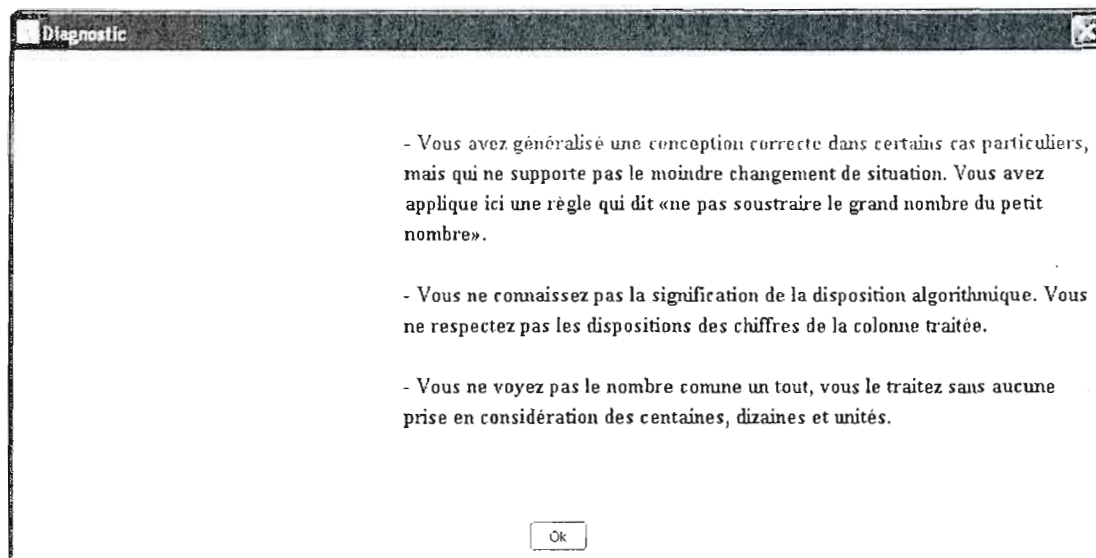 Diagnostic
- Vous avez généralisé une conception correcte dans certains cas particuliers,
mais qui ne supporte pas le moindre changement de situation. Vous avez
applique ici une règle qui dit «ne pas soustraire le grand nombre du petit
nombre».
- Vous ne connaissez pas la signification de la disposition algorithmique. Vous
ne respectez pas les dispositions des chiffres de la colonne traitée.
- Vous ne voyez pas le nombre comme un tout, vous le traitez sans aucune
prise en considération des centaines, dizaines et unités.
Ok